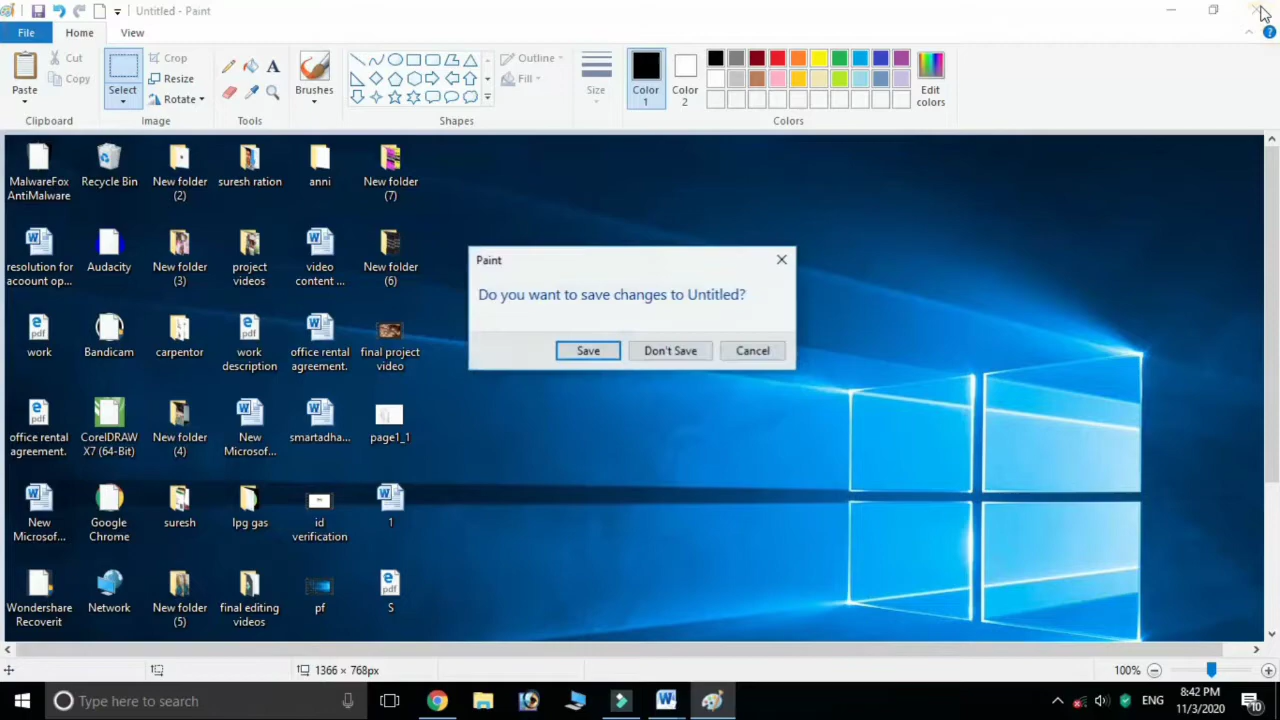 Untitled - Paint
File
Home
View
Paste
Cut
Copy
Clipboard
Select
Crop
Resize
Rotate
Image
A
Tools
Brushes
Outline
Fill
Shapes
Size
Color 1
Color 2
Edit colors
Colors
MalwareFox AntiMalware
Recycle Bin
New folder (2)
suresh ration
anni
New folder (7)
resolution for acoount op...
Audacity
New folder (3)
project videos
video content ...
New folder (6)
Paint
Do you want to save changes to Untitled?
Save
Don't Save
Cancel
work
Bandicam
carpentor
work description
office rental agreement.
final project video
office rental agreement.
CorelDRAW X7 (64-Bit)
New folder (4)
New Microsof...
smartadha...
page1_1
New Microsof...
Google Chrome
suresh
lpg gas
id verification
1
Wondershare Recoverit
Network
New folder (5)
final editing videos
pf
S
1366 × 768px
100%
Type here to search
ENG
8:42 PM
11/3/2020
10